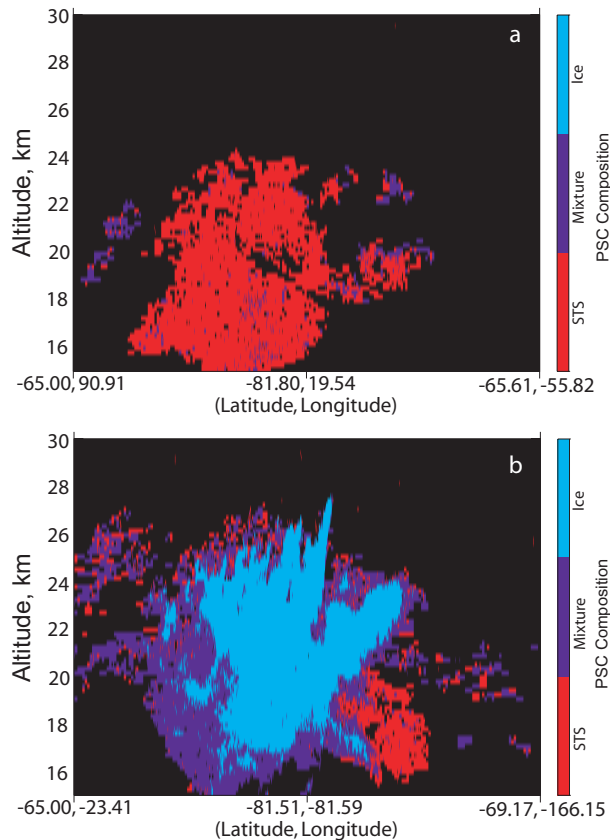 a
30
28
26
24
22
20
18
16
Altitude, km
-65.00, 90.91
-81.80, 19.54
-65.61, -55.82
(Latitude, Longitude)
Ice
Mixture
STS
PSC Composition
b
30
28
26
24
22
20
18
16
Altitude, km
-65.00, -23.41
-81.51, -81.59
-69.17, -166.15
(Latitude, Longitude)
Ice
Mixture
STS
PSC Composition